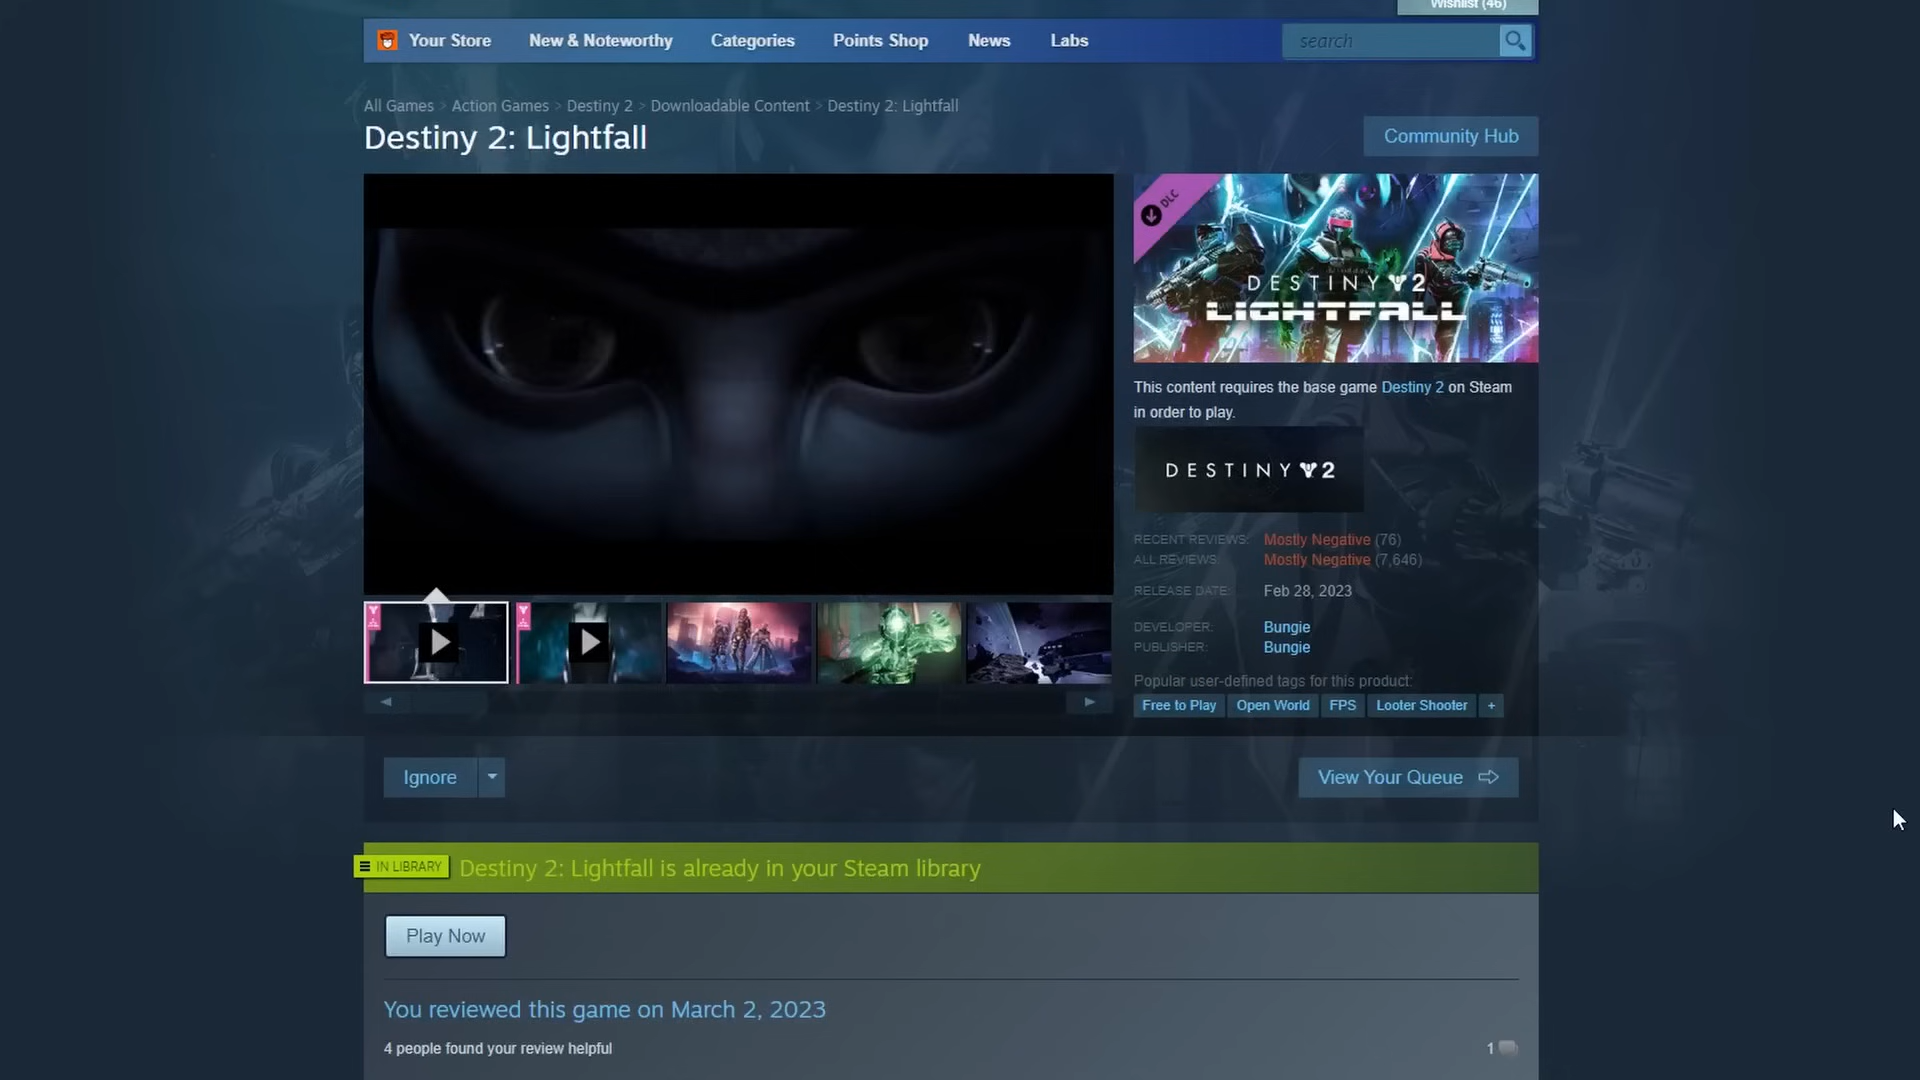 Wishlist (46)
Your Store
New & Noteworthy
Categories
Points Shop
News
Labs
search
All Games > Action Games > Destiny 2 > Downloadable Content > Destiny 2: Lightfall
Destiny 2: Lightfall
Community Hub
DLC
DESTINY 2
LIGHTFALL
This content requires the base game Destiny 2 on Steam
in order to play.
DESTINY 2
RECENT REVIEWS: Mostly Negative (76)
ALL REVIEWS: Mostly Negative (7,646)
RELEASE DATE: Feb 28, 2023
DEVELOPER: Bungie
PUBLISHER: Bungie
Popular user-defined tags for this product:
Free to Play Open World FPS Looter Shooter +
Ignore
View Your Queue
IN LIBRARY
Destiny 2: Lightfall is already in your Steam library
Play Now
You reviewed this game on March 2, 2023
4 people found your review helpful
1